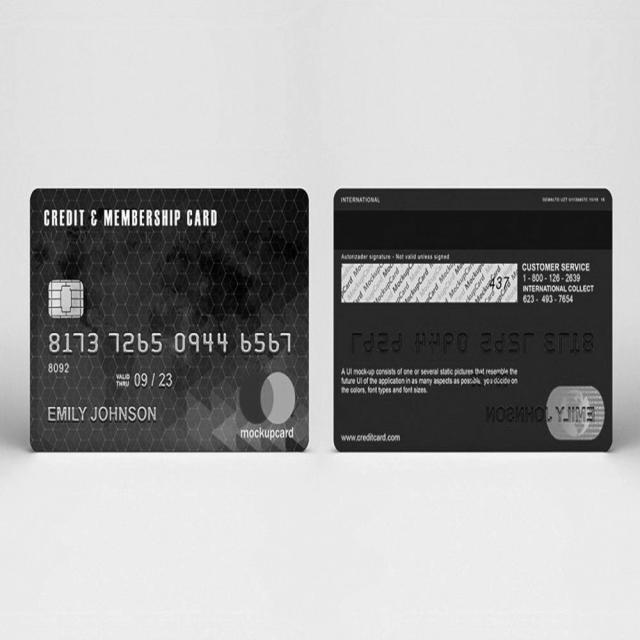 CREDIT & MEMBERSHIP CARD
8173 7265 0944 6567
8092
VALID THRU 09 / 23
EMILY JOHNSON
mockupcard
INTERNATIONAL
Autorizader signature - Not valid unless signed
437
CUSTOMER SERVICE
1 - 800 - 126 - 2639
INTERNATIONAL COLLECT
623 - 493 - 7654
A UI mock-up consists of one or several static pictures that resemble the
future UI of the application in as many aspects as possible, you decide on
the colors, font types and font sizes.
www.creditcard.com